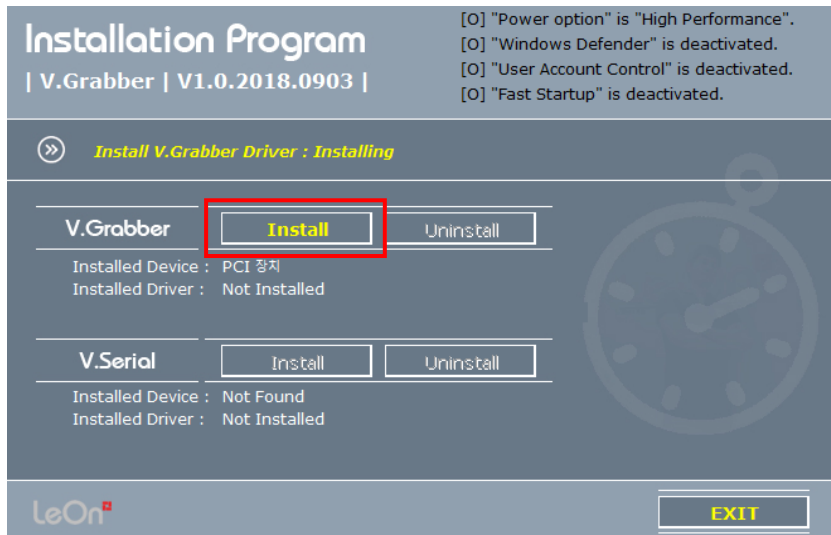 Installation Program
| V.Grabber | V1.0.2018.0903 |
[O] "Power option" is "High Performance".
[O] "Windows Defender" is deactivated.
[O] "User Account Control" is deactivated.
[O] "Fast Startup" is deactivated.
Install V.Grabber Driver : Installing
V.Grabber Install Uninstall
Installed Device : PCI 장치
Installed Driver : Not Installed
V.Serial Install Uninstall
Installed Device : Not Found
Installed Driver : Not Installed
LeOn EXIT